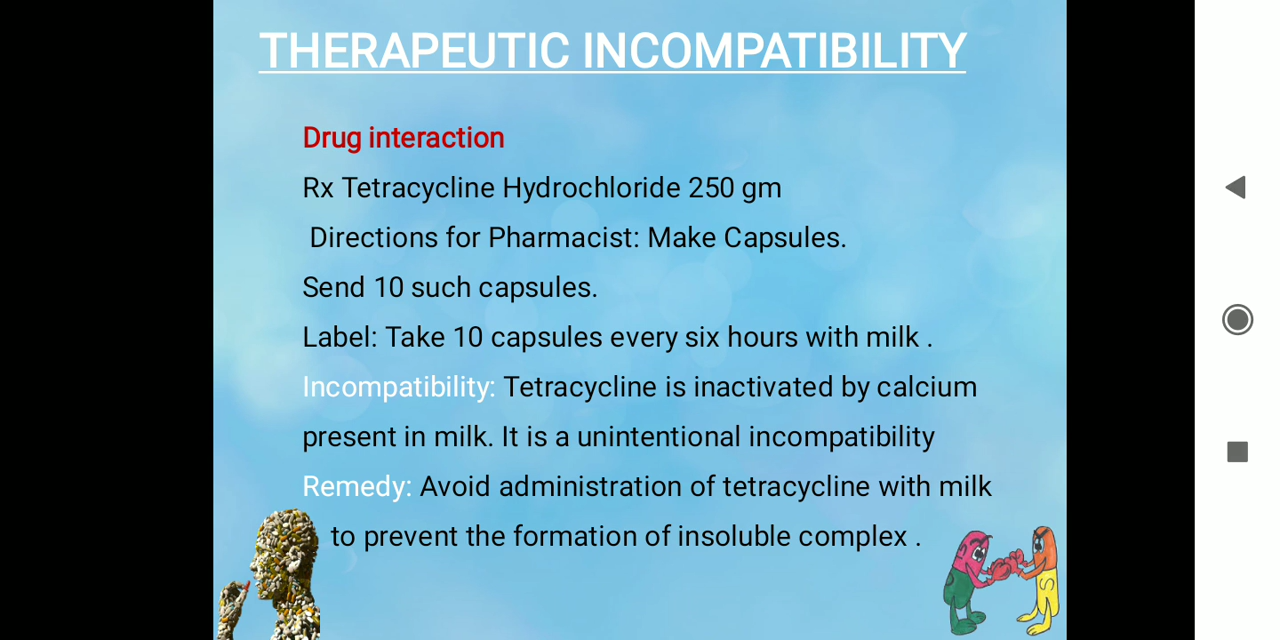 THERAPEUTIC INCOMPATIBILITY
Drug interaction
Rx Tetracycline Hydrochloride 250 gm
Directions for Pharmacist: Make Capsules.
Send 10 such capsules.
Label: Take 10 capsules every six hours with milk .
Incompatibility: Tetracycline is inactivated by calcium
present in milk. It is a unintentional incompatibility
Remedy: Avoid administration of tetracycline with milk
to prevent the formation of insoluble complex .